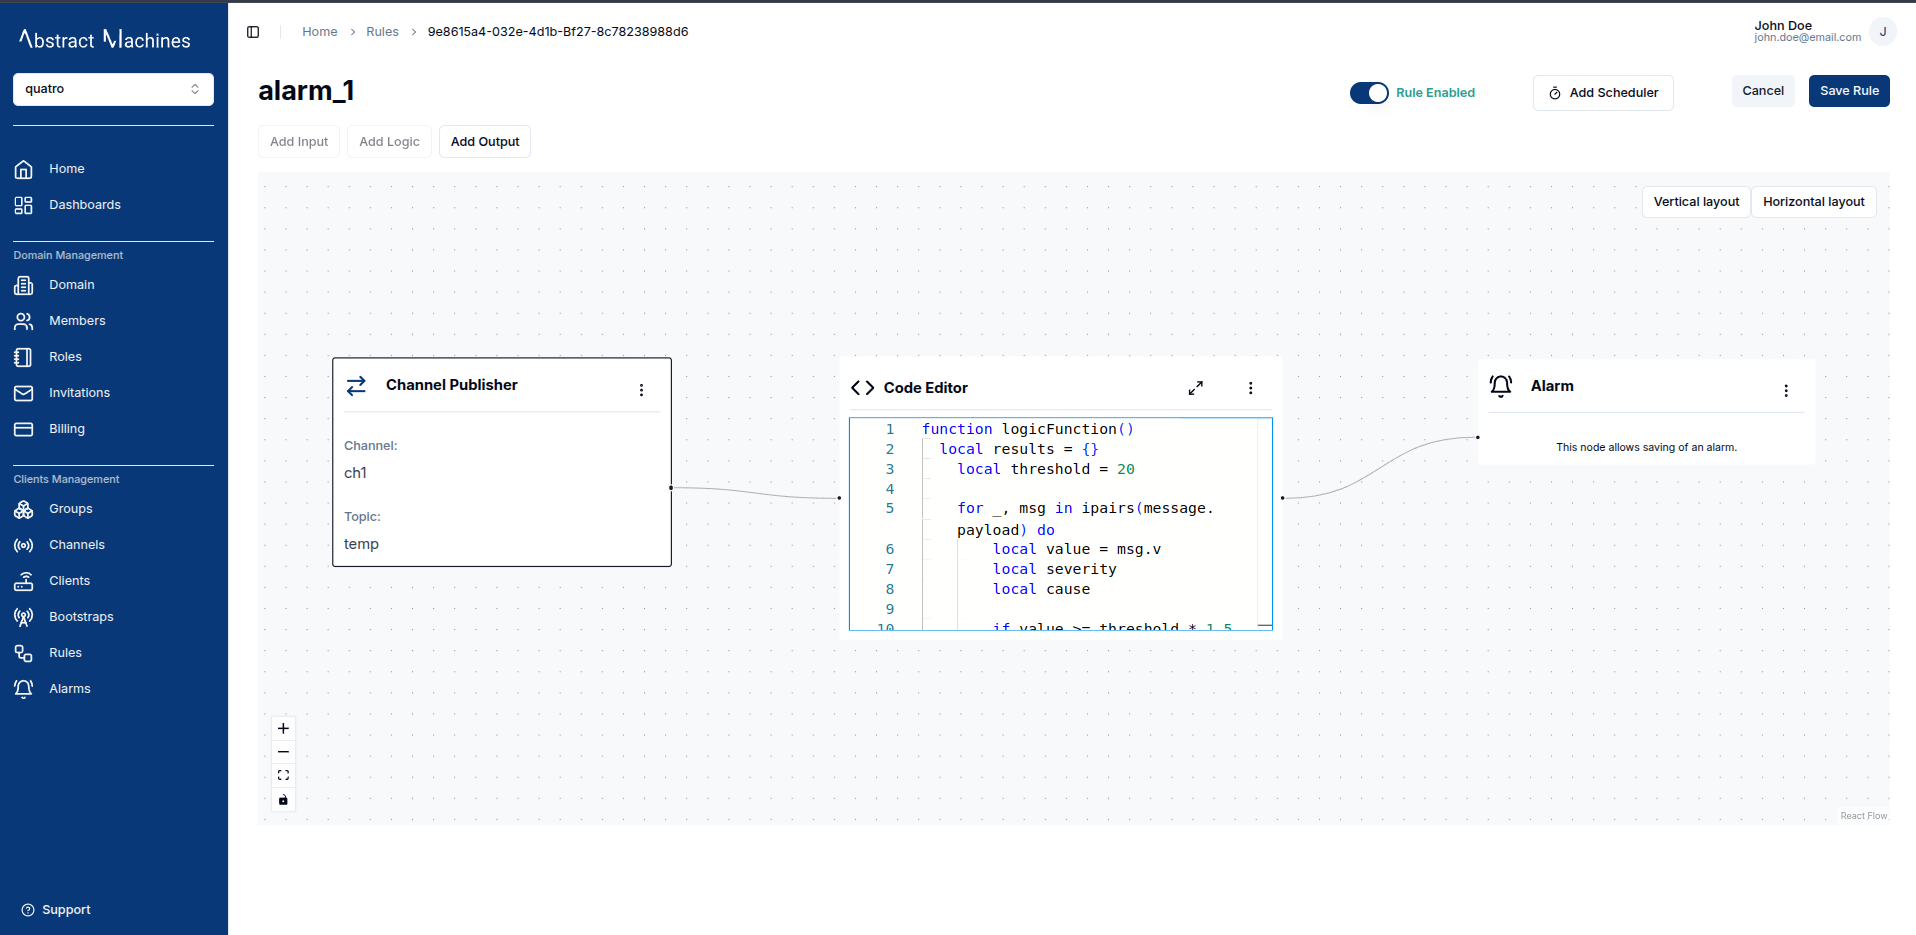 Abstract Machines
quatro
Home
Dashboards
Domain Management
Domain
Members
Roles
Invitations
Billing
Clients Management
Groups
Channels
Clients
Bootstraps
Rules
Alarms
Support
Home > Rules > 9e8615a4-032e-4d1b-Bf27-8c78238988d6
John Doe
john.doe@email.com
J
alarm_1
Rule Enabled
Add Scheduler
Cancel
Save Rule
Add Input
Add Logic
Add Output
Vertical layout
Horizontal layout
Channel Publisher
Channel:
ch1
Topic:
temp
Code Editor
1 function logicFunction()
2 local results = {}
3 local threshold = 20
4
5 for _, msg in ipairs(message.
payload) do
6 local value = msg.v
7 local severity
8 local cause
9
10 if value >= threshold * 1.5
Alarm
This node allows saving of an alarm.
React Flow